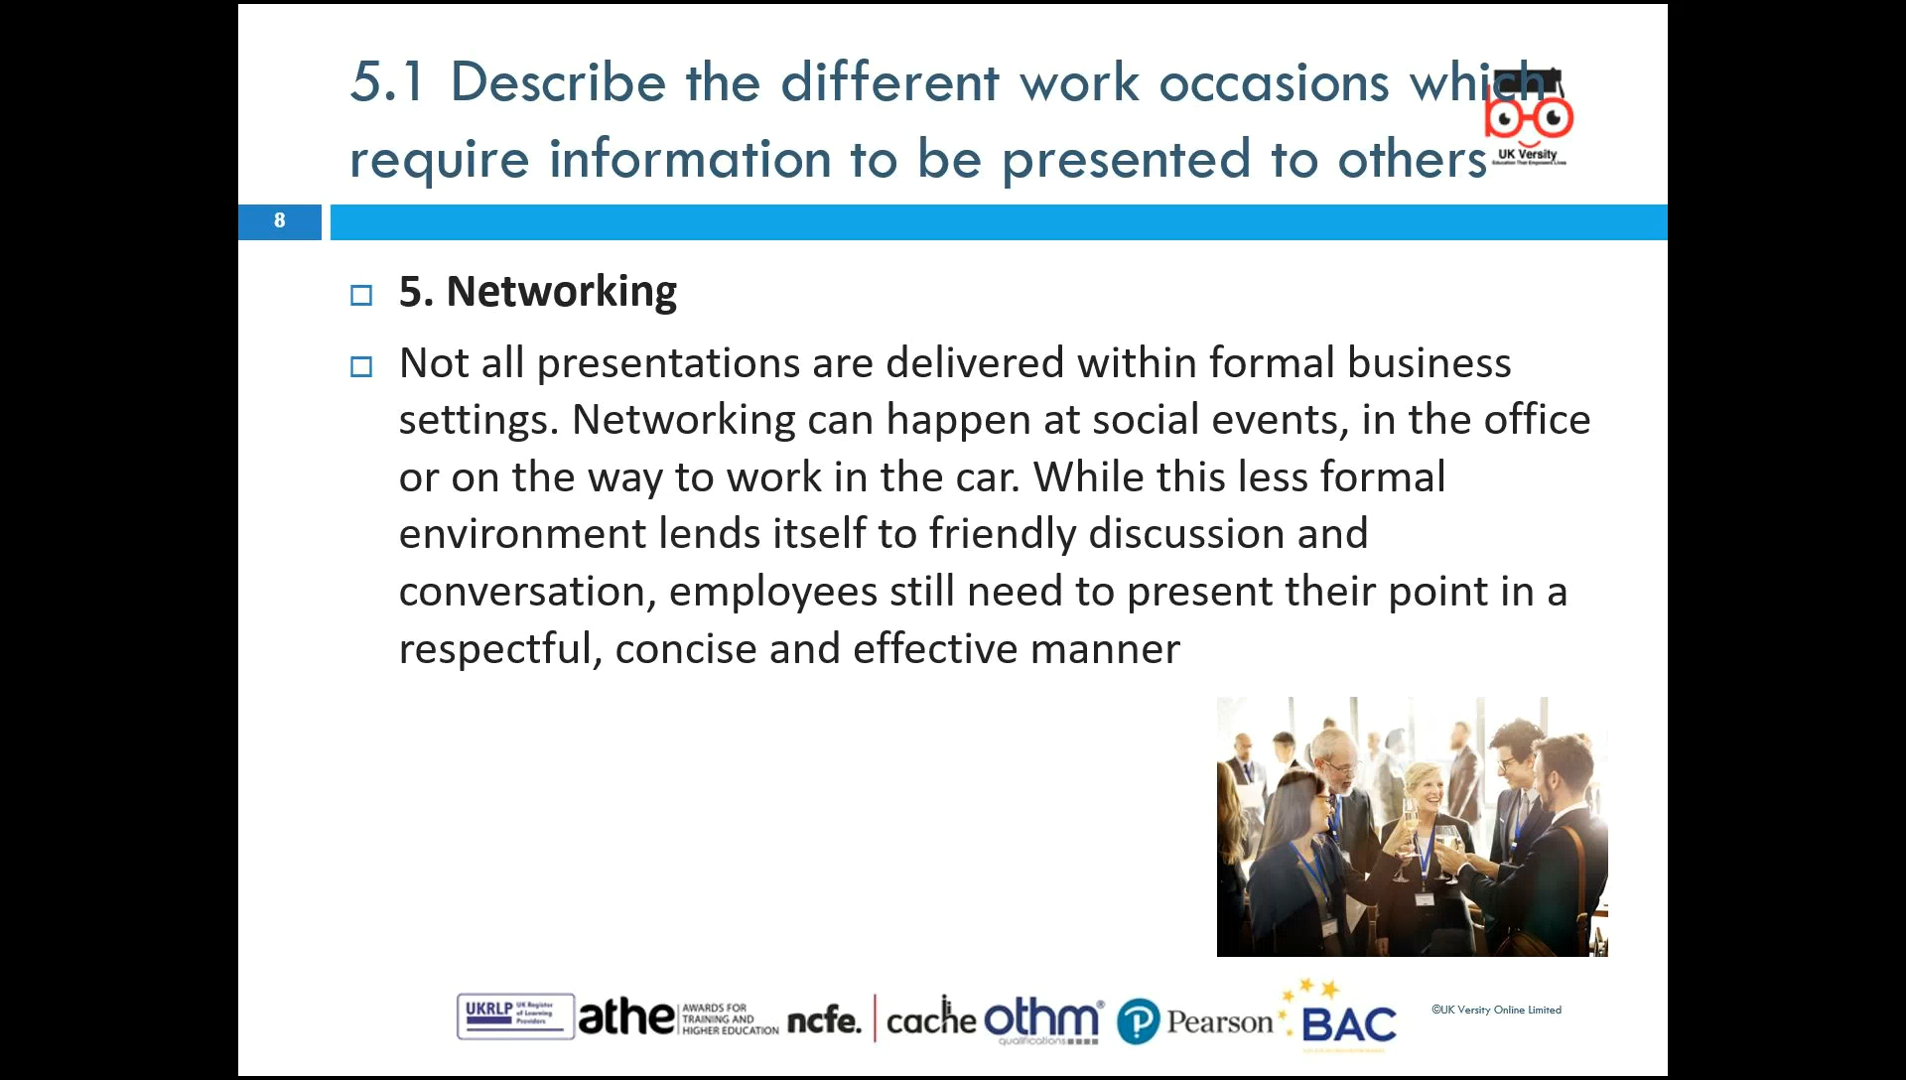 5.1 Describe the different work occasions which
require information to be presented to others
UK Versity
Education That Empowers Lives
8
5. Networking
Not all presentations are delivered within formal business
settings. Networking can happen at social events, in the office
or on the way to work in the car. While this less formal
environment lends itself to friendly discussion and
conversation, employees still need to present their point in a
respectful, concise and effective manner
UKRLP UK Register
of Learning
Providers
athe AWARDS FOR
TRAINING AND
HIGHER EDUCATION
ncfe.
cache
othm®
qualifications
Pearson
BAC
©UK Versity Online Limited